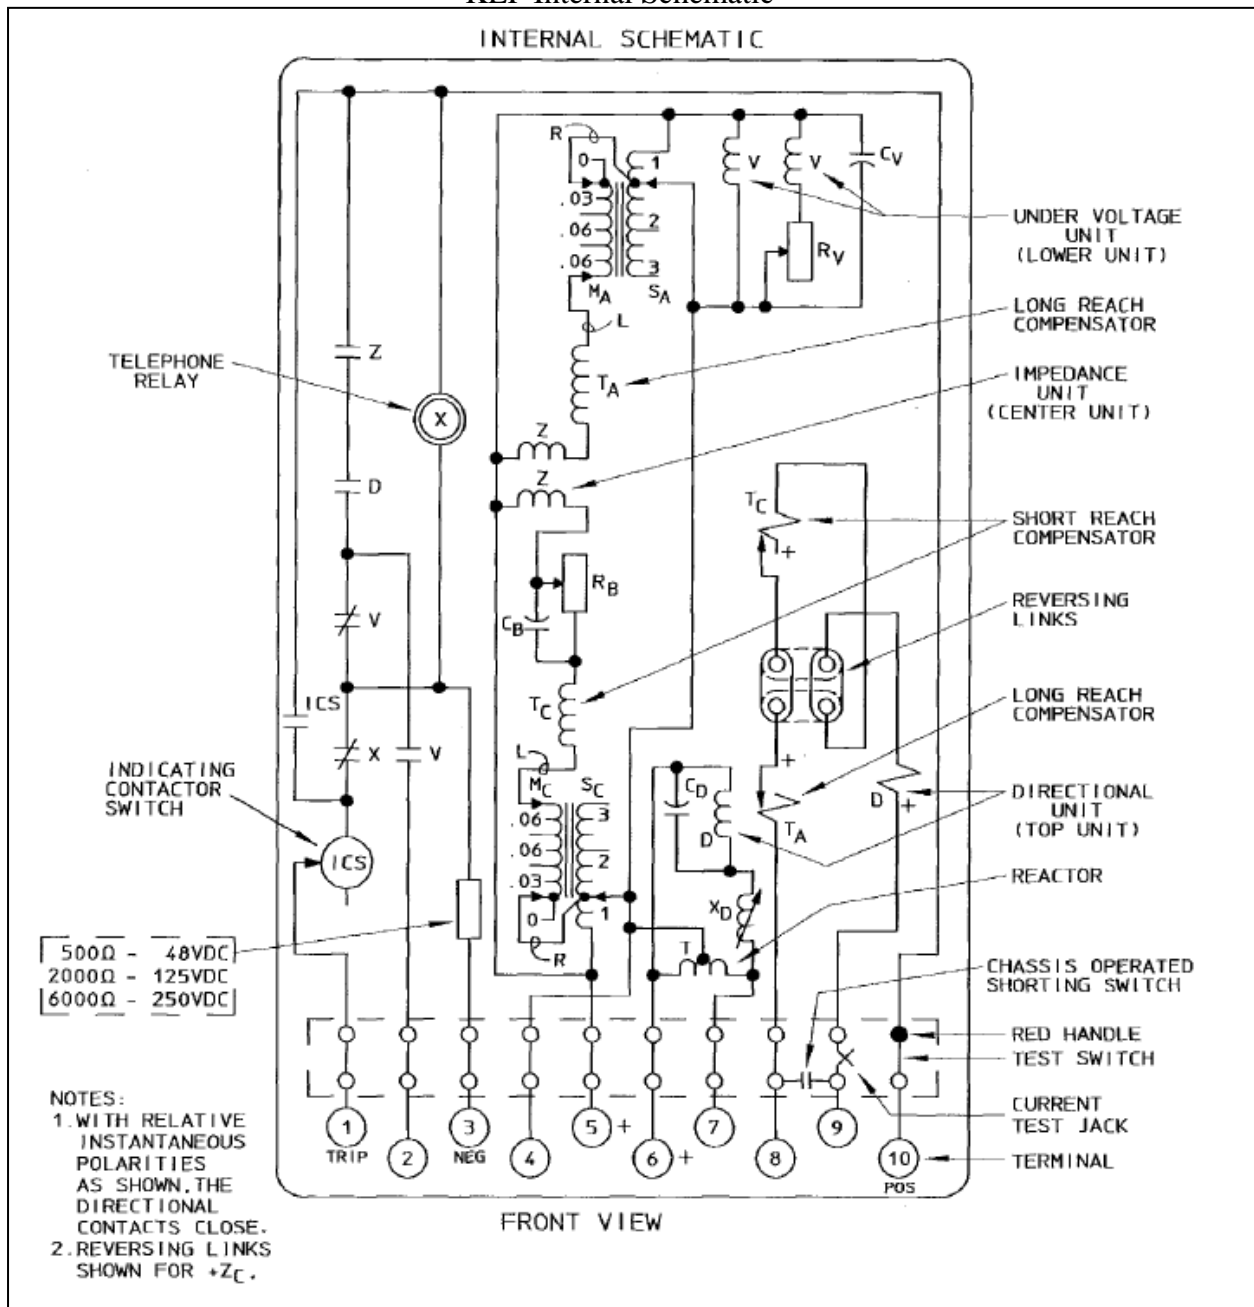 INTERNAL SCHEMATIC
R
0
1
.03
.06
2
.06
3
MA
SA
V
V
CV
RV
UNDER VOLTAGE
UNIT
(LOWER UNIT)
L
TA
LONG REACH
COMPENSATOR
Z
TELEPHONE
RELAY
X
IMPEDANCE
UNIT
(CENTER UNIT)
Z
Z
D
TC
+
SHORT REACH
COMPENSATOR
RB
CB
V
REVERSING
LINKS
TC
ICS
LONG REACH
COMPENSATOR
X
V
L
MC
SC
+
INDICATING
CONTACTOR
SWITCH
.06
3
.06
2
.03
1
0
R
CD
D
TA
D
+
DIRECTIONAL
UNIT
(TOP UNIT)
ICS
XD
REACTOR
T
500Ω - 48VDC
2000Ω - 125VDC
6000Ω - 250VDC
CHASSIS OPERATED
SHORTING SWITCH
RED HANDLE
TEST SWITCH
CURRENT
TEST JACK
TERMINAL
1
TRIP
2
3
NEG
4
5
+
6
+
7
8
9
10
POS
NOTES:
1.WITH RELATIVE
INSTANTANEOUS
POLARITIES
AS SHOWN,THE
DIRECTIONAL
CONTACTS CLOSE.
2.REVERSING LINKS
SHOWN FOR +ZC.
FRONT VIEW